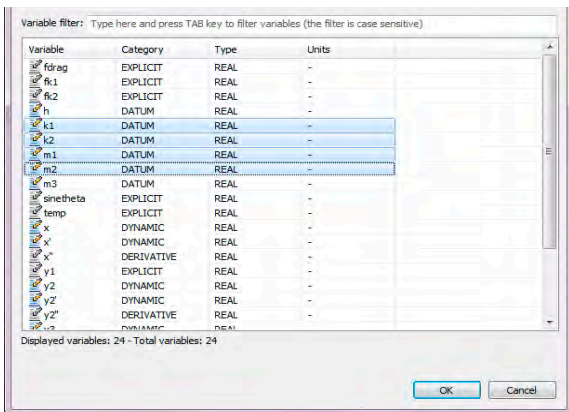 Variable filter: Type here and press TAB key to filter variables (the filter is case sensitive)
Variable Category Type Units
fdrag EXPLICIT REAL -
fk1 EXPLICIT REAL -
fk2 EXPLICIT REAL -
h DATUM REAL -
k1 DATUM REAL -
k2 DATUM REAL -
m1 DATUM REAL -
m2 DATUM REAL -
m3 DATUM REAL -
sinetheta EXPLICIT REAL -
temp EXPLICIT REAL -
x DYNAMIC REAL -
x' DYNAMIC REAL -
x'' DERIVATIVE REAL -
y1 EXPLICIT REAL -
y2 DYNAMIC REAL -
y2' DYNAMIC REAL -
y2'' DERIVATIVE REAL -
y3 DYNAMIC REAL
Displayed variables: 24 - Total variables: 24
OK Cancel